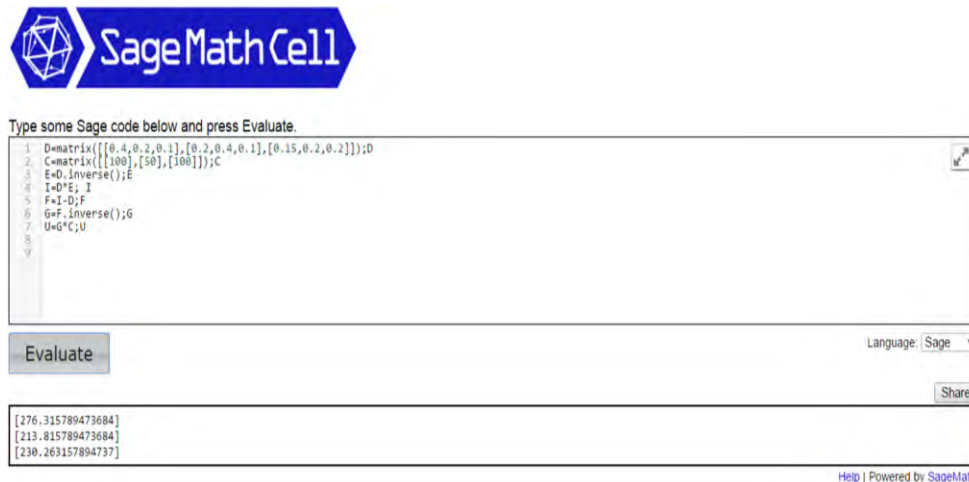 SageMathCell
Type some Sage code below and press Evaluate.
1 D=matrix([[0.4,0.2,0.1],[0.2,0.4,0.1],[0.15,0.2,0.2]]);D
2 C=matrix([[100],[50],[100]]);C
3 E=D.inverse();E
4 I=D*E; I
5 F=I-D;F
6 G=F.inverse();G
7 U=G*C;U
8
9
Evaluate
Language: Sage
Share
[276.315789473684]
[213.815789473684]
[230.263157894737]
Help | Powered by SageMat